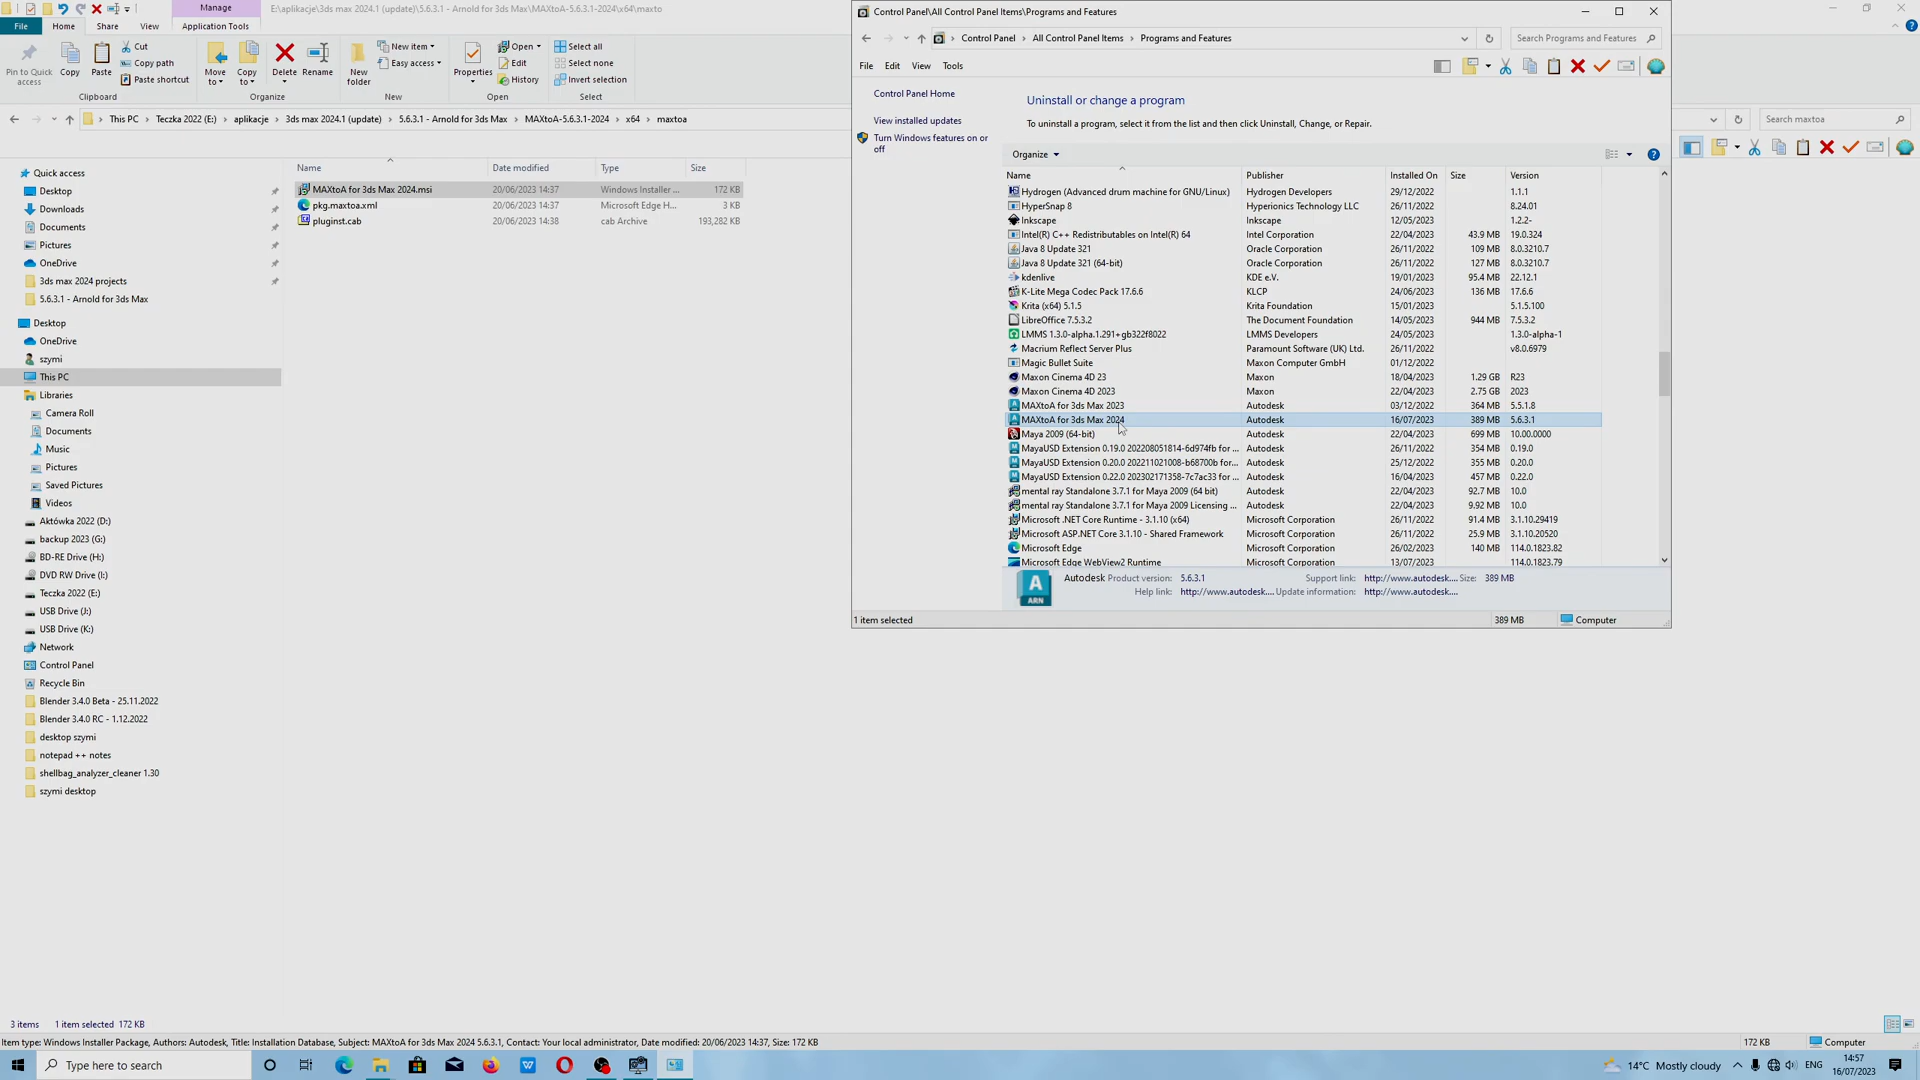 Manage
E:\aplikacje\3ds max 2024.1 (update)\5.6.3.1 - Arnold for 3ds Max\MAXtoA-5.6.3.1-2024\x64\maxto
File
Home
Share
View
Application Tools
Pin to Quick access
Copy
Paste
Cut
Copy path
Paste shortcut
Move to
Copy to
Delete
Rename
New folder
New item
Easy access
Properties
Open
Edit
History
Select all
Select none
Invert selection
Clipboard
Organize
New
Open
Select
This PC
Teczka 2022 (E:)
aplikacje
3ds max 2024.1 (update)
5.6.3.1 - Arnold for 3ds Max
MAXtoA-5.6.3.1-2024
x64
maxtoa
Search maxtoa
Quick access
Desktop
Downloads
Documents
Pictures
OneDrive
3ds max 2024 projects
5.6.3.1 - Arnold for 3ds Max
Desktop
OneDrive
szymi
This PC
Libraries
Camera Roll
Documents
Music
Pictures
Saved Pictures
Videos
Aktówka 2022 (D:)
backup 2023 (G:)
BD-RE Drive (H:)
DVD RW Drive (I:)
Teczka 2022 (E:)
USB Drive (J:)
USB Drive (K:)
Network
Control Panel
Recycle Bin
Blender 3.4.0 Beta - 25.11.2022
Blender 3.4.0 RC - 1.12.2022
desktop szymi
notepad ++ notes
shellbag_analyzer_cleaner 1.30
szymi desktop
Name Date modified Type Size
MAXtoA for 3ds Max 2024.msi 20/06/2023 14:37 Windows Installer ... 172 KB
pkg.maxtoa.xml 20/06/2023 14:37 Microsoft Edge H... 3 KB
pluginst.cab 20/06/2023 14:38 cab Archive 193,282 KB
Control Panel\All Control Panel Items\Programs and Features
Control Panel
All Control Panel Items
Programs and Features
Search Programs and Features
File Edit View Tools
Control Panel Home
View installed updates
Turn Windows features on or off
Uninstall or change a program
To uninstall a program, select it from the list and then click Uninstall, Change, or Repair.
Organize
Name Publisher Installed On Size Version
Hydrogen (Advanced drum machine for GNU/Linux) Hydrogen Developers 29/12/2022 1.1.1
HyperSnap 8 Hyperionics Technology LLC 26/11/2022 8.24.01
Inkscape Inkscape 12/05/2023 1.2.2-
Intel(R) C++ Redistributables on Intel(R) 64 Intel Corporation 22/04/2023 43.9 MB 19.0.324
Java 8 Update 321 Oracle Corporation 26/11/2022 109 MB 8.0.3210.7
Java 8 Update 321 (64-bit) Oracle Corporation 26/11/2022 127 MB 8.0.3210.7
kdenlive KDE e.V. 19/01/2023 95.4 MB 22.12.1
K-Lite Mega Codec Pack 17.6.6 KLCP 24/06/2023 136 MB 17.6.6
Krita (x64) 5.1.5 Krita Foundation 15/01/2023 5.1.5.100
LibreOffice 7.5.3.2 The Document Foundation 14/05/2023 944 MB 7.5.3.2
LMMS 1.3.0-alpha.1.291+gb322f8022 LMMS Developers 24/05/2023 1.3.0-alpha-1
Macrium Reflect Server Plus Paramount Software (UK) Ltd. 26/11/2022 v8.0.6979
Magic Bullet Suite Maxon Computer GmbH 01/12/2022
Maxon Cinema 4D 23 Maxon 18/04/2023 1.29 GB R23
Maxon Cinema 4D 2023 Maxon 22/04/2023 2.75 GB 2023
MAXtoA for 3ds Max 2023 Autodesk 03/12/2022 364 MB 5.5.1.8
MAXtoA for 3ds Max 2024 Autodesk 16/07/2023 389 MB 5.6.3.1
Maya 2009 (64-bit) Autodesk 22/04/2023 699 MB 10.00.0000
MayaUSD Extension 0.19.0 202208051814-6d974fb for ... Autodesk 26/11/2022 354 MB 0.19.0
MayaUSD Extension 0.20.0 202211021008-b68700b for... Autodesk 25/12/2022 355 MB 0.20.0
MayaUSD Extension 0.22.0 202302171358-7c7ac33 for ... Autodesk 16/04/2023 457 MB 0.22.0
mental ray Standalone 3.7.1 for Maya 2009 (64 bit) Autodesk 22/04/2023 92.7 MB 10.0
mental ray Standalone 3.7.1 for Maya 2009 Licensing ... Autodesk 22/04/2023 9.92 MB 10.0
Microsoft .NET Core Runtime - 3.1.10 (x64) Microsoft Corporation 26/11/2022 91.4 MB 3.1.10.29419
Microsoft ASP.NET Core 3.1.10 - Shared Framework Microsoft Corporation 26/11/2022 25.9 MB 3.1.10.20520
Microsoft Edge Microsoft Corporation 26/02/2023 140 MB 114.0.1823.82
Microsoft Edge WebView2 Runtime Microsoft Corporation 13/07/2023 114.0.1823.79
A
ARN
Autodesk Product version: 5.6.3.1 Support link: http://www.autodesk.... Size: 389 MB
Help link: http://www.autodesk.... Update information: http://www.autodesk....
1 item selected 389 MB Computer
3 items 1 item selected 172 KB
Item type: Windows Installer Package, Authors: Autodesk, Title: Installation Database, Subject: MAXtoA for 3ds Max 2024 5.6.3.1, Contact: Your local administrator, Date modified: 20/06/2023 14:37, Size: 172 KB
172 KB Computer
Type here to search
14°C Mostly cloudy
ENG
14:57
16/07/2023